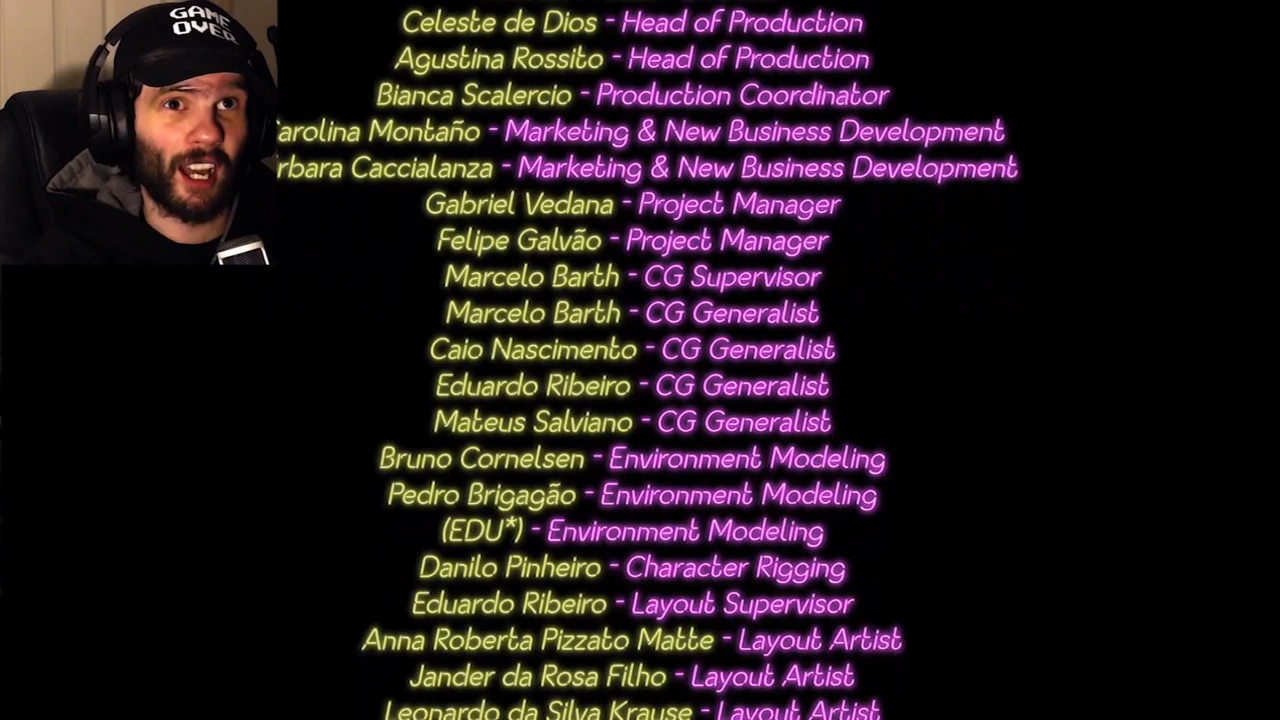 GAME
OVER
Celeste de Dios - Head of Production
Agustina Rossito - Head of Production
Bianca Scalercio - Production Coordinator
arolina Montaño - Marketing & New Business Development
rbara Caccialanza - Marketing & New Business Development
Gabriel Vedana - Project Manager
Felipe Galvão - Project Manager
Marcelo Barth - CG Supervisor
Marcelo Barth - CG Generalist
Caio Nascimento - CG Generalist
Eduardo Ribeiro - CG Generalist
Mateus Salviano - CG Generalist
Bruno Cornelsen - Environment Modeling
Pedro Brigagão - Environment Modeling
(EDU*) - Environment Modeling
Danilo Pinheiro - Character Rigging
Eduardo Ribeiro - Layout Supervisor
Anna Roberta Pizzato Matte - Layout Artist
Jander da Rosa Filho - Layout Artist
Leonardo da Silva Krause - Layout Artist